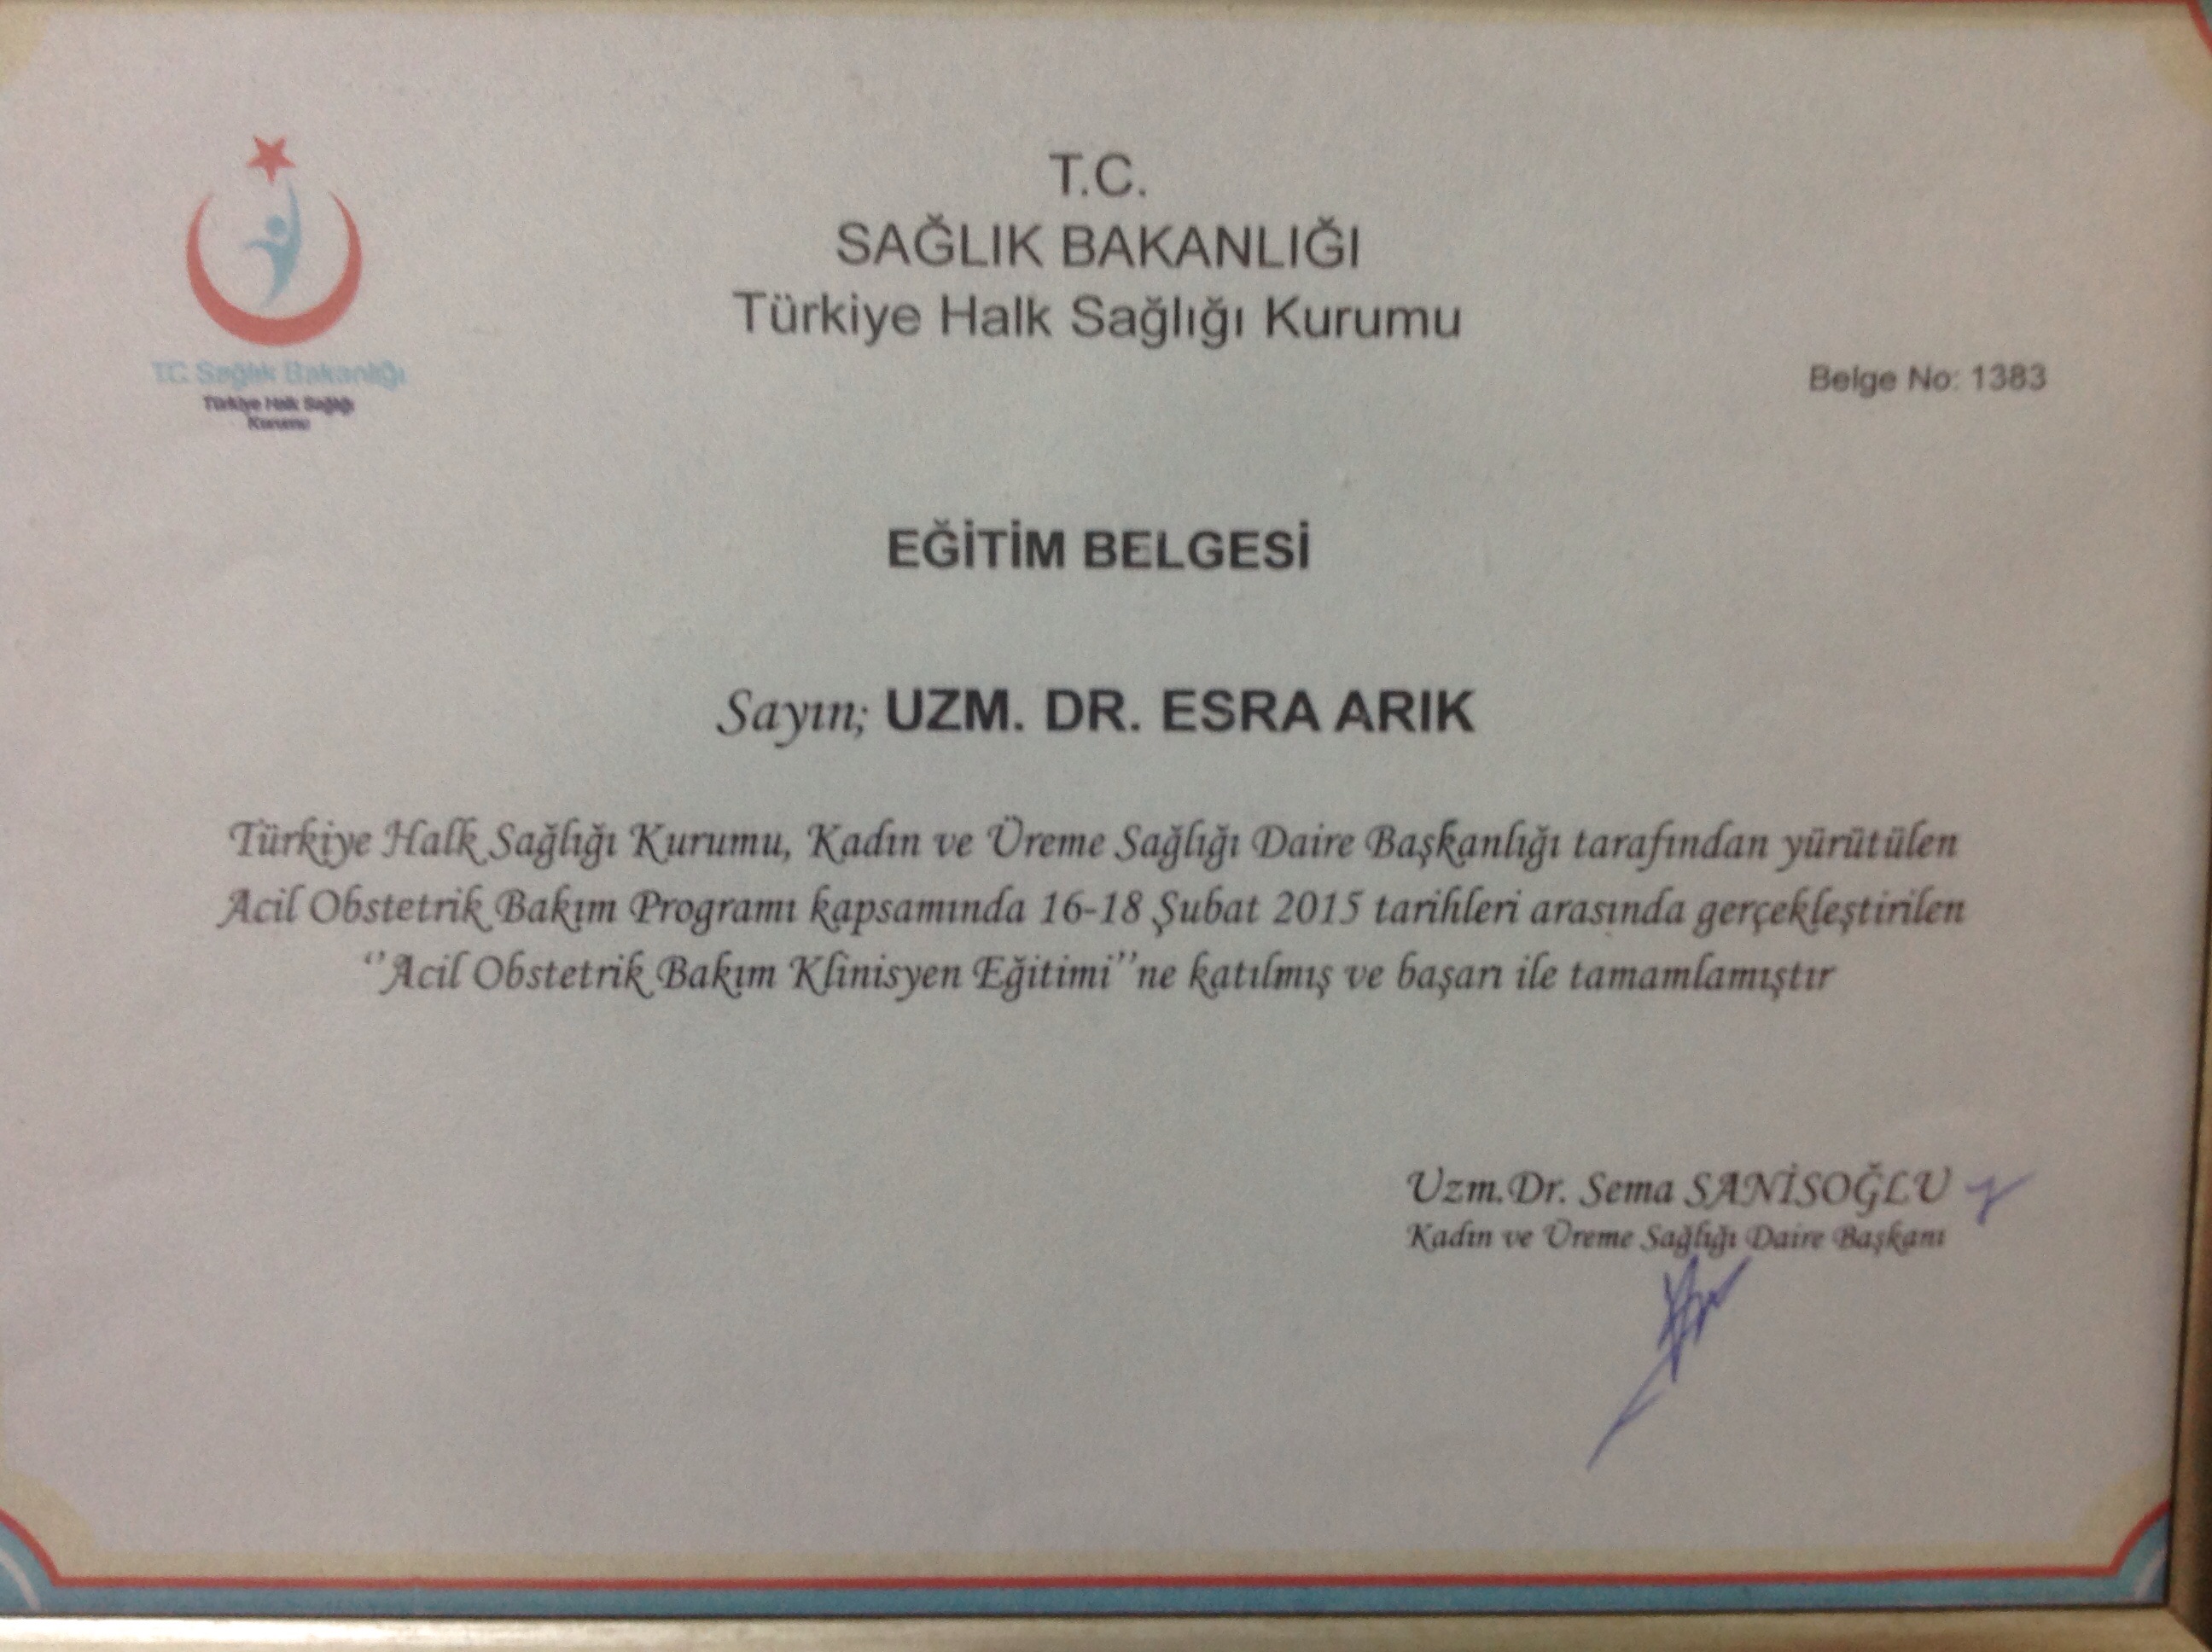 T.C.
SAĞLIK BAKANLIĞI
Türkiye Halk Sağlığı Kurumu
T.C. Sağlık Bakanlığı
Türkiye Halk Sağlığı
Kurumu
Belge No: 1383
EĞİTİM BELGESİ
Sayın; UZM. DR. ESRA ARIK
Türkiye Halk Sağlığı Kurumu, Kadın ve Üreme Sağlığı Daire Başkanlığı tarafından yürütülen
Acil Obstetrik Bakım Programı kapsamında 16-18 Şubat 2015 tarihleri arasında gerçekleştirilen
‘‘Acil Obstetrik Bakım Klinisyen Eğitimi’’ne katılmış ve başarı ile tamamlamıştır
Uzm.Dr. Sema SANİSOĞLU
Kadın ve Üreme Sağlığı Daire Başkanı